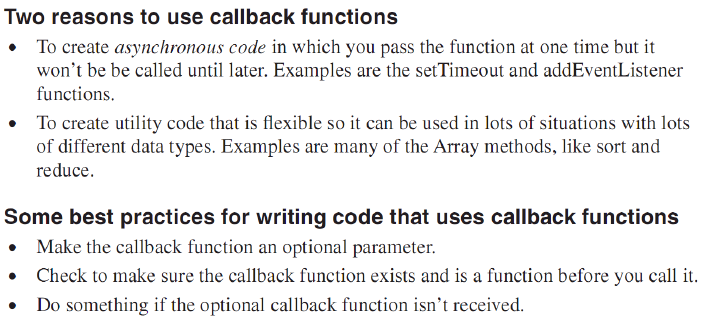 Two reasons to use callback functions
• To create asynchronous code in which you pass the function at one time but it
won't be be called until later. Examples are the setTimeout and addEventListener
functions.
• To create utility code that is flexible so it can be used in lots of situations with lots
of different data types. Examples are many of the Array methods, like sort and
reduce.
Some best practices for writing code that uses callback functions
• Make the callback function an optional parameter.
• Check to make sure the callback function exists and is a function before you call it.
• Do something if the optional callback function isn't received.